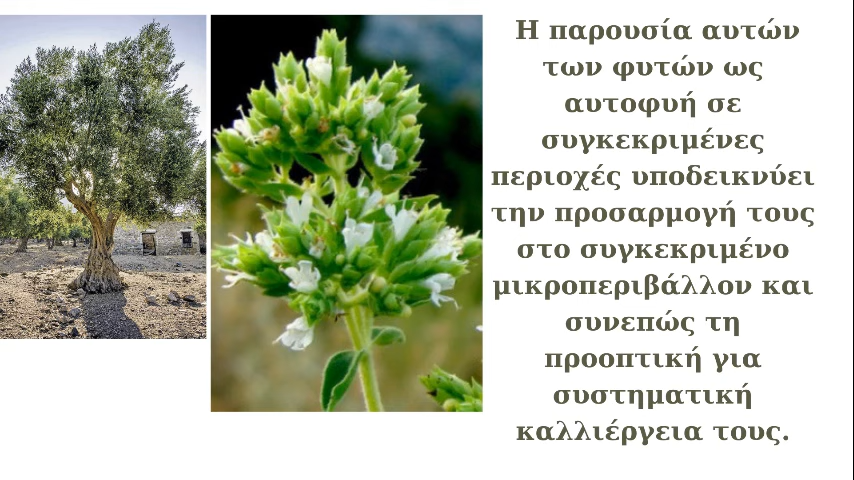 Η παρουσία αυτών
των φυτών ως
αυτοφυή σε
συγκεκριμένες
περιοχές υποδεικνύει
την προσαρμογή τους
στο συγκεκριμένο
μικροπεριβάλλον και
συνεπώς τη
προοπτική για
συστηματική
καλλιέργεια τους.